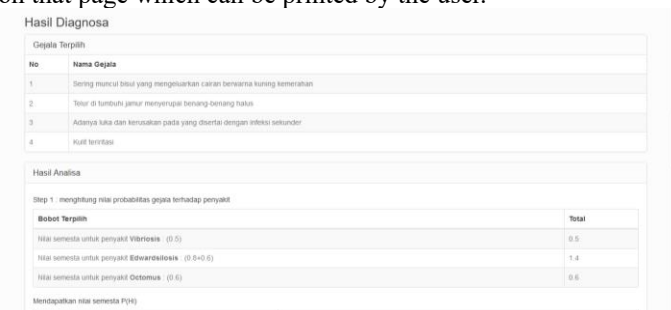 on that page which can be printed by the user.
Hasil Diagnosa
Gejala Terpilih
No Nama Gejala
1 Sering muncul bisul yang mengeluarkan cairan berwarna kuning kemerahan
2 Telur di tumbuhi jamur menyerupai benang-benang halus
3 Adanya luka dan kerusakan pada yang disertai dengan infeksi sekunder
4 Kulit teriritasi
Hasil Analisa
Step 1 : menghitung nilai probabilitas gejala terhadap penyakit
Bobot Terpilih Total
Nilai semesta untuk penyakit Vibriosis : (0.5) 0.5
Nilai semesta untuk penyakit Edwardsilosis : (0.8+0.6) 1.4
Nilai semesta untuk penyakit Octomus : (0.6) 0.6
Mendapatkan nilai semesta P(Hi)